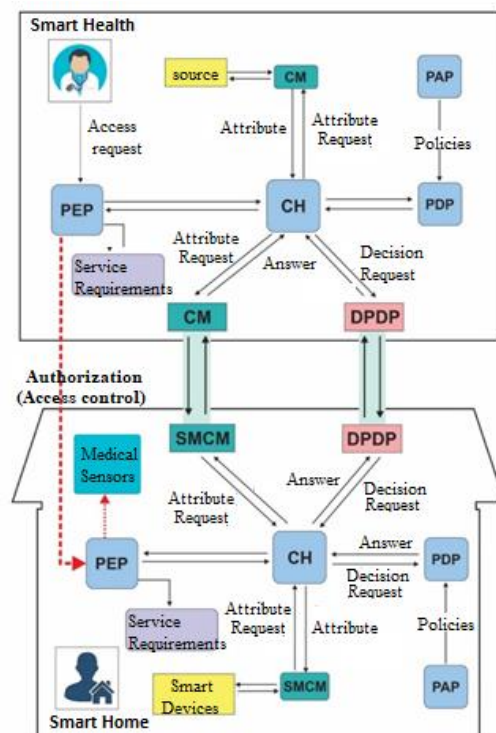 Smart Health
source
CM
PAP
Access
request
Attribute
Attribute
Request
Policies
PEP
CH
PDP
Attribute
Request
Answer
Decision
Request
Service
Requirements
CM
DPDP
Authorization
(Access control)
SMCM
DPDP
Medical
Sensors
Attribute
Request
Answer
Decision
Request
PEP
CH
Answer
Decision
Request
PDP
Service
Requirements
Attribute
Request
Attribute
Policies
Smart
Devices
SMCM
PAP
Smart Home